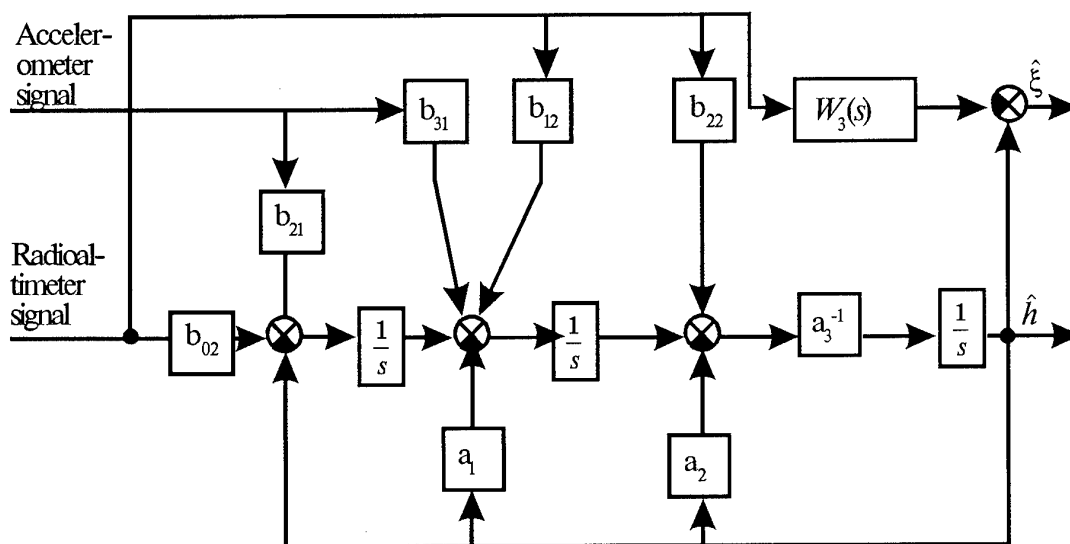 Acceler-
ometer
signal
b₃₁
b₁₂
b₂₂
W₃(s)
ξ̂
b₂₁
Radioal-
timeter
signal
b₀₂
1/s
1/s
a₃⁻¹
1/s
ĥ
a₁
a₂